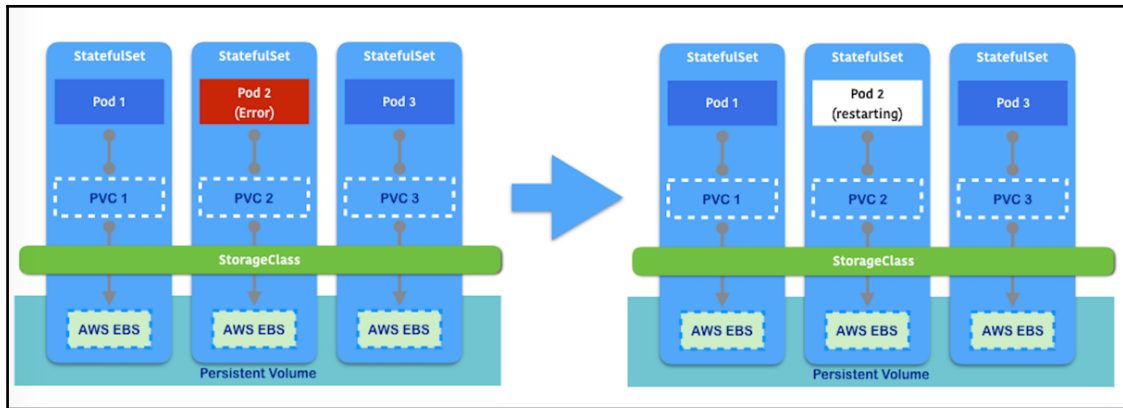 StatefulSet
StatefulSet
StatefulSet
Pod 1
Pod 2
(Error)
Pod 3
PVC 1
PVC 2
PVC 3
StorageClass
AWS EBS
AWS EBS
AWS EBS
Persistent Volume
StatefulSet
StatefulSet
StatefulSet
Pod 1
Pod 2
(restarting)
Pod 3
PVC 1
PVC 2
PVC 3
StorageClass
AWS EBS
AWS EBS
AWS EBS
Persistent Volume